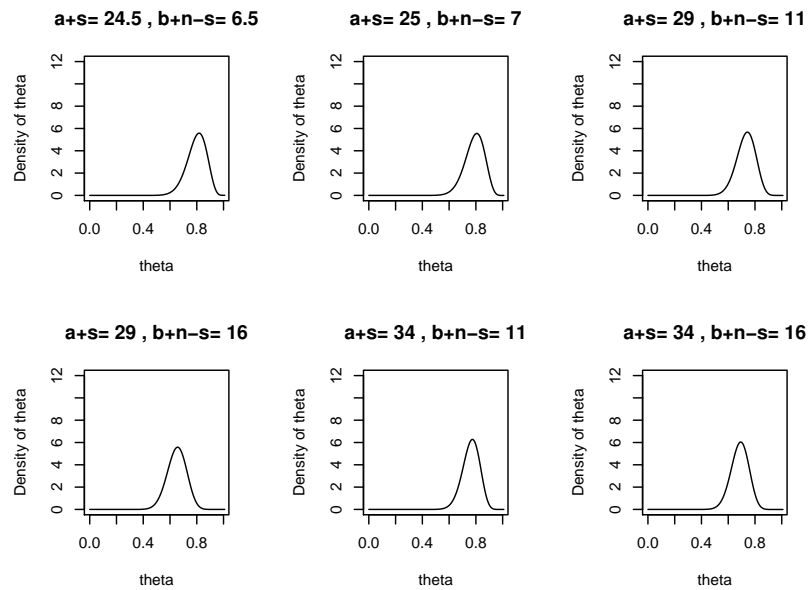 a+s= 24.5 , b+n−s= 6.5
Density of theta
0 2 4 6 8 12
0.0 0.4 0.8
theta
a+s= 25 , b+n−s= 7
Density of theta
0 2 4 6 8 12
0.0 0.4 0.8
theta
a+s= 29 , b+n−s= 11
Density of theta
0 2 4 6 8 12
0.0 0.4 0.8
theta
a+s= 29 , b+n−s= 16
Density of theta
0 2 4 6 8 12
0.0 0.4 0.8
theta
a+s= 34 , b+n−s= 11
Density of theta
0 2 4 6 8 12
0.0 0.4 0.8
theta
a+s= 34 , b+n−s= 16
Density of theta
0 2 4 6 8 12
0.0 0.4 0.8
theta